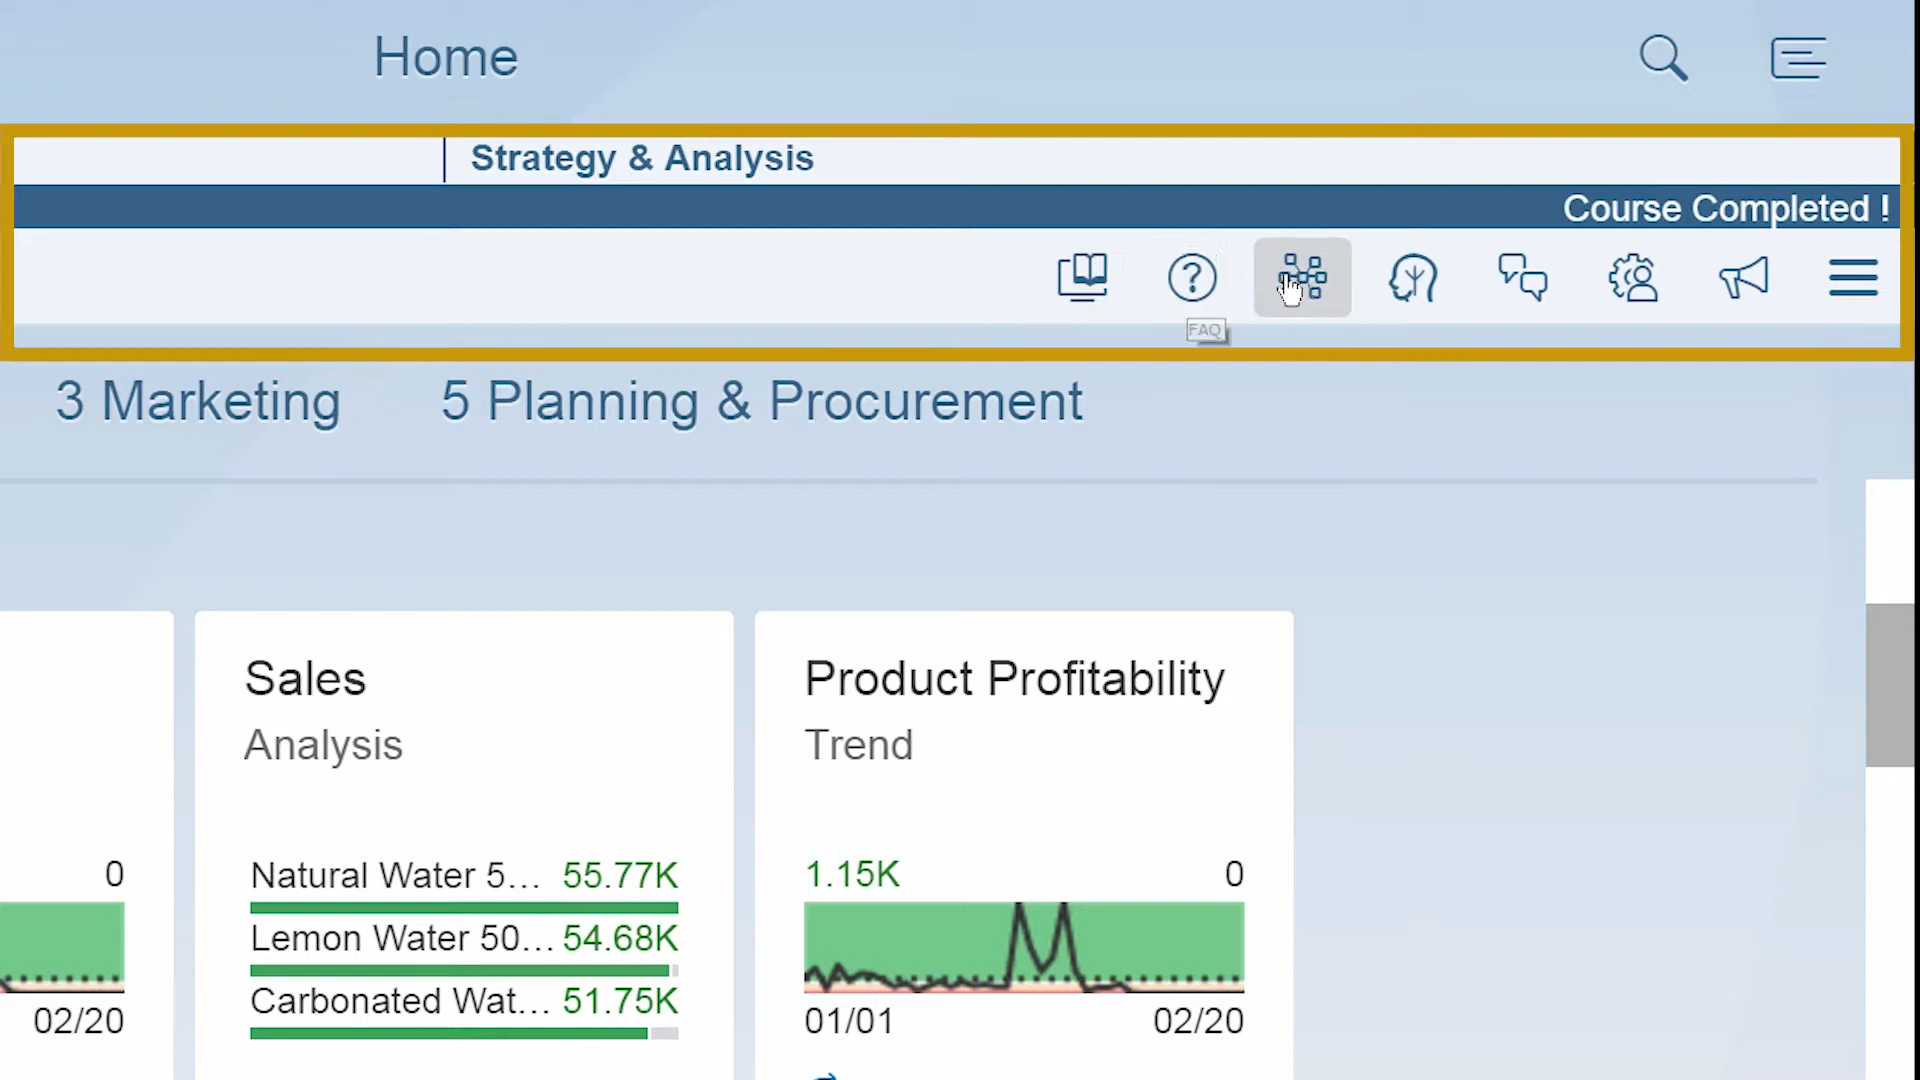 Home
Strategy & Analysis
Course Completed !
FAQ
3 Marketing
5 Planning & Procurement
Sales
Analysis
Natural Water 5... 55.77K
Lemon Water 50... 54.68K
Carbonated Wat... 51.75K
Product Profitability
Trend
1.15K 0
01/01 02/20
0
02/20